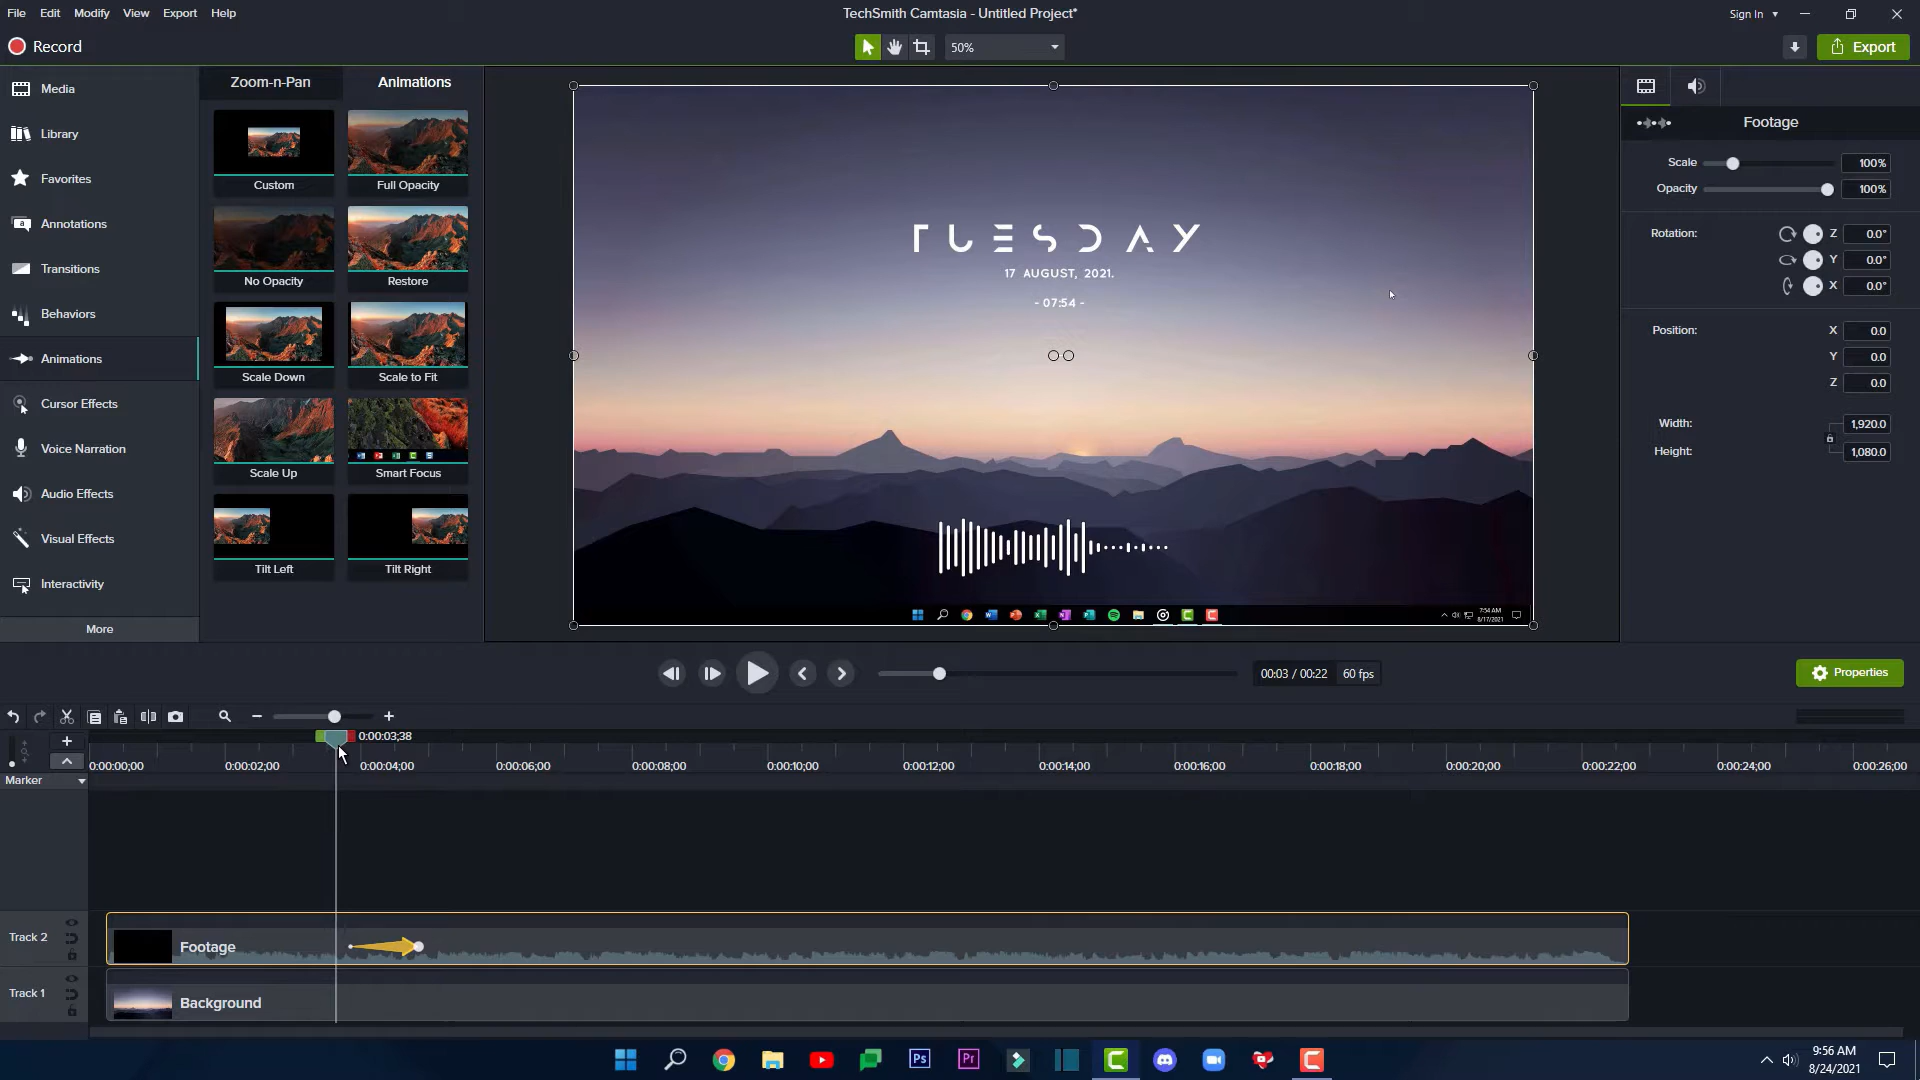 File Edit Modify View Export Help
TechSmith Camtasia - Untitled Project*
Sign In
Record
50%
Export
Media
Library
Favorites
Annotations
Transitions
Behaviors
Animations
Cursor Effects
Voice Narration
Audio Effects
Visual Effects
Interactivity
More
Zoom-n-Pan
Animations
Custom
Full Opacity
No Opacity
Restore
Scale Down
Scale to Fit
Scale Up
Smart Focus
Tilt Left
Tilt Right
TUESDAY
17 AUGUST, 2021.
- 07:54 -
7:54 AM
8/17/2021
Footage
Scale 100%
Opacity 100%
Rotation: Z 0.0°
Y 0.0°
X 0.0°
Position: X 0.0
Y 0.0
Z 0.0
Width: 1,920.0
Height: 1,080.0
00:03 / 00:22 60 fps
Properties
0:00:03;38
0:00:00;00 0:00:02;00 0:00:04;00 0:00:06;00 0:00:08;00 0:00:10;00 0:00:12;00 0:00:14;00 0:00:16;00 0:00:18;00 0:00:20;00 0:00:22;00 0:00:24;00 0:00:26;00
Marker
Track 2
Footage
Track 1
Background
Ps
Pr
9:56 AM
8/24/2021